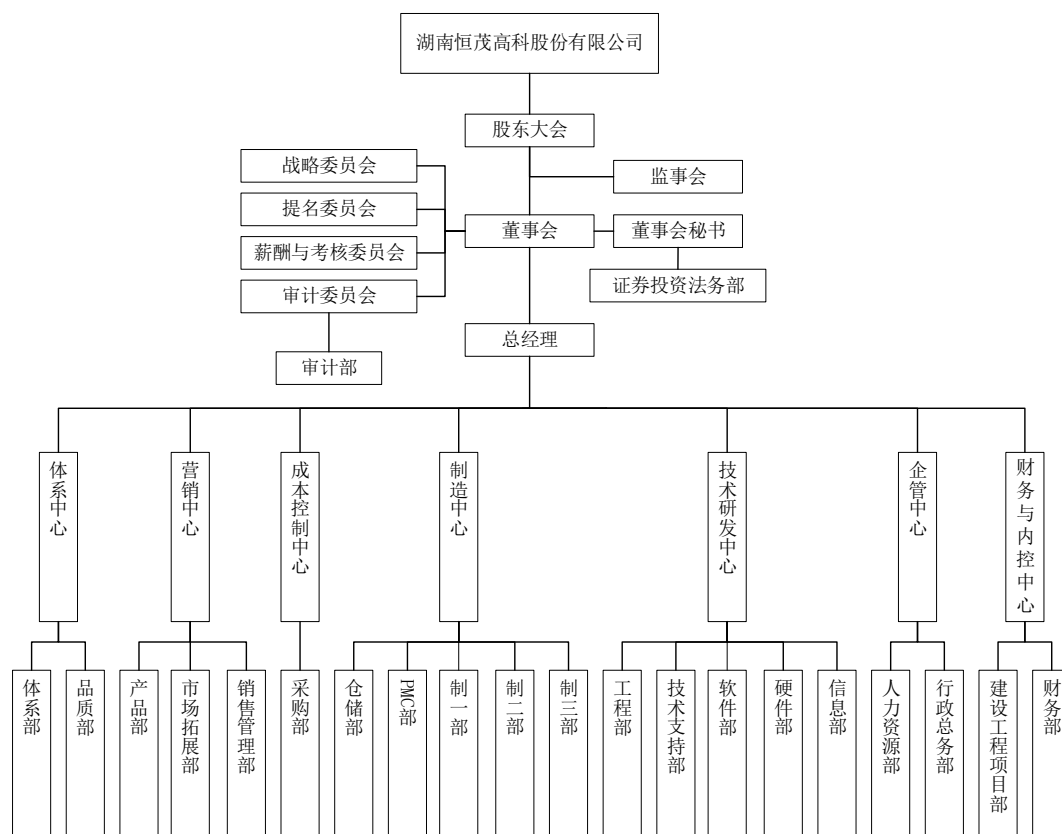 湖南恒茂高科股份有限公司
股东大会
战略委员会
监事会
提名委员会
董事会
董事会秘书
薪酬与考核委员会
证券投资法务部
审计委员会
总经理
审计部
体系中心
营销中心
成本控制中心
制造中心
技术研发中心
企管中心
财务与内控中心
体系部
品质部
产品部
市场拓展部
销售管理部
采购部
仓储部
PMC部
制一部
制二部
制三部
工程部
技术支持部
软件部
硬件部
信息部
人力资源部
行政总务部
建设工程项目部
财务部